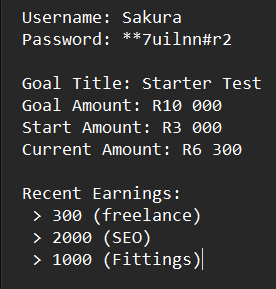 Username: Sakura
Password: **7uilnn#r2
Goal Title: Starter Test
Goal Amount: R10 000
Start Amount: R3 000
Current Amount: R6 300
Recent Earnings:
> 300 (freelance)
> 2000 (SEO)
> 1000 (Fittings)